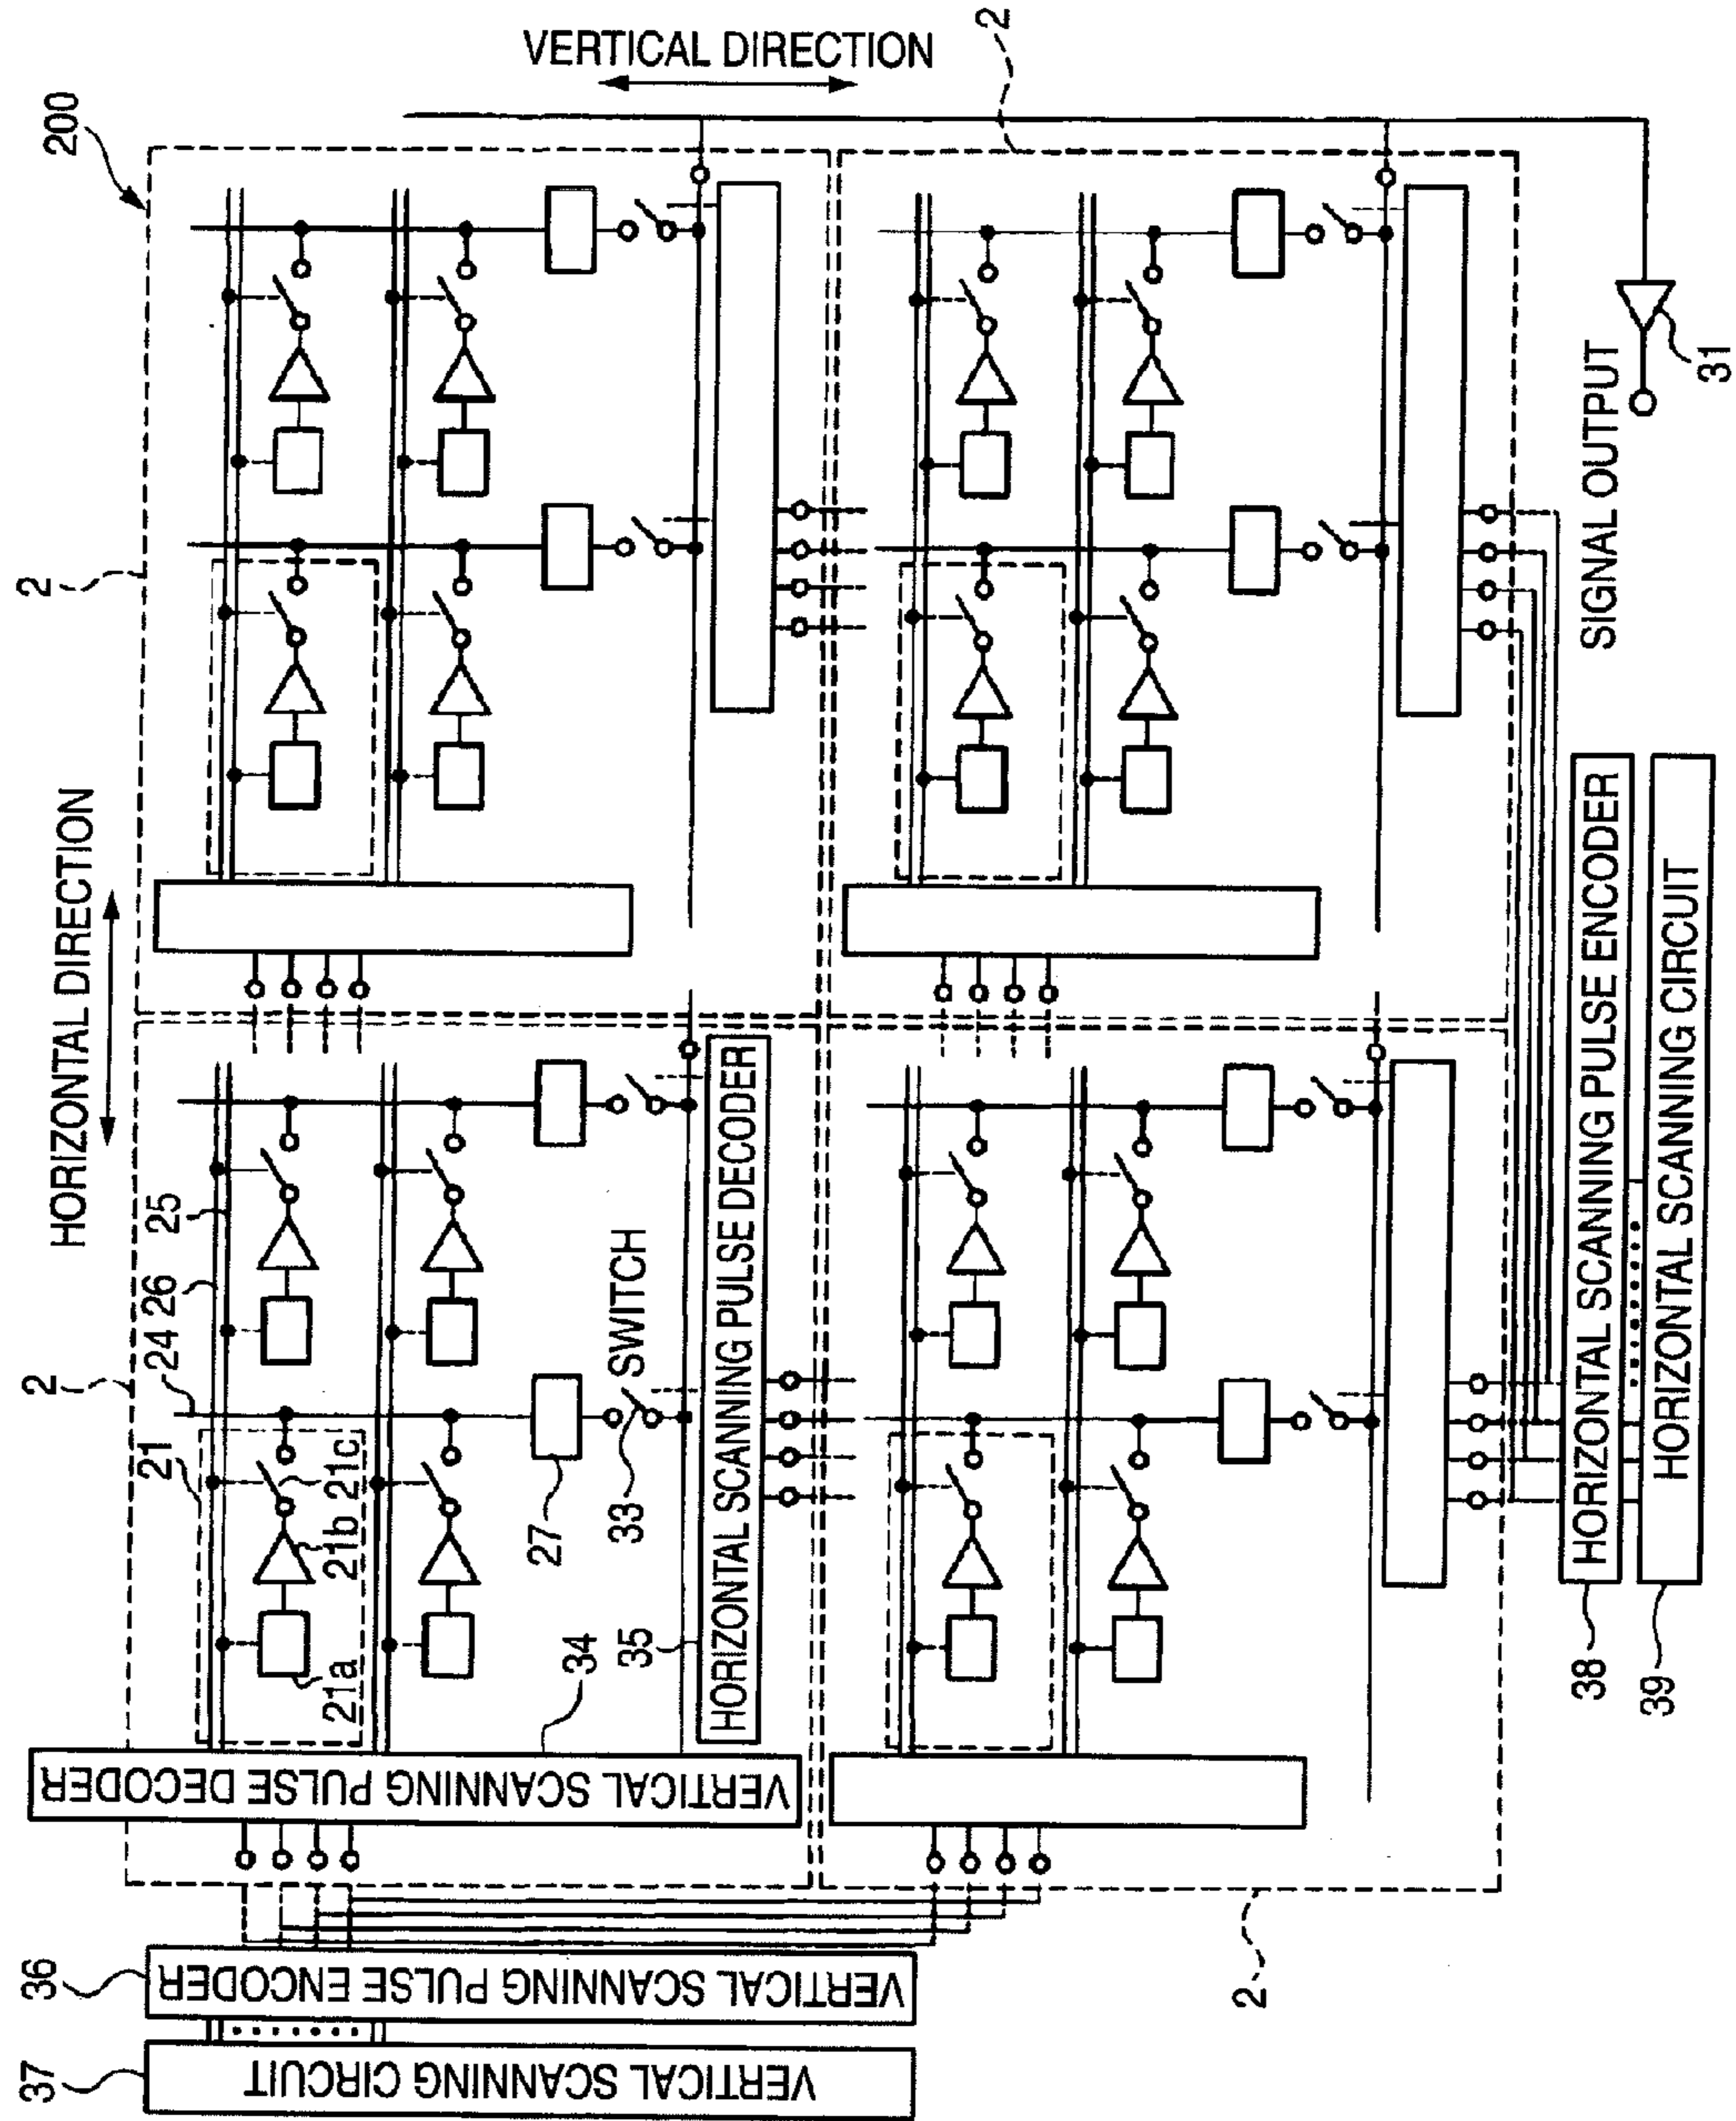 200
VERTICAL DIRECTION
HORIZONTAL DIRECTION
2
2
2
2
21
24
26
25
21a
21b
21c
27
33
SWITCH
34
35
VERTICAL SCANNING PULSE DECODER
HORIZONTAL SCANNING PULSE DECODER
36
VERTICAL SCANNING PULSE ENCODER
37
VERTICAL SCANNING CIRCUIT
38
HORIZONTAL SCANNING PULSE ENCODER
39
HORIZONTAL SCANNING CIRCUIT
SIGNAL OUTPUT
31